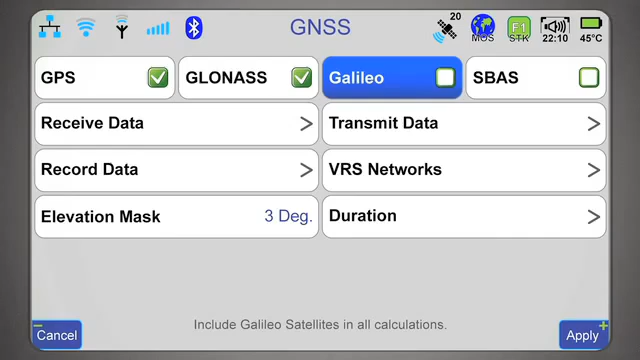 GNSS
20
MOS
F1
STK
22:10
45°C
GPS
GLONASS
Galileo
SBAS
Receive Data
Transmit Data
Record Data
VRS Networks
Elevation Mask
3 Deg.
Duration
Include Galileo Satellites in all calculations.
Cancel
Apply